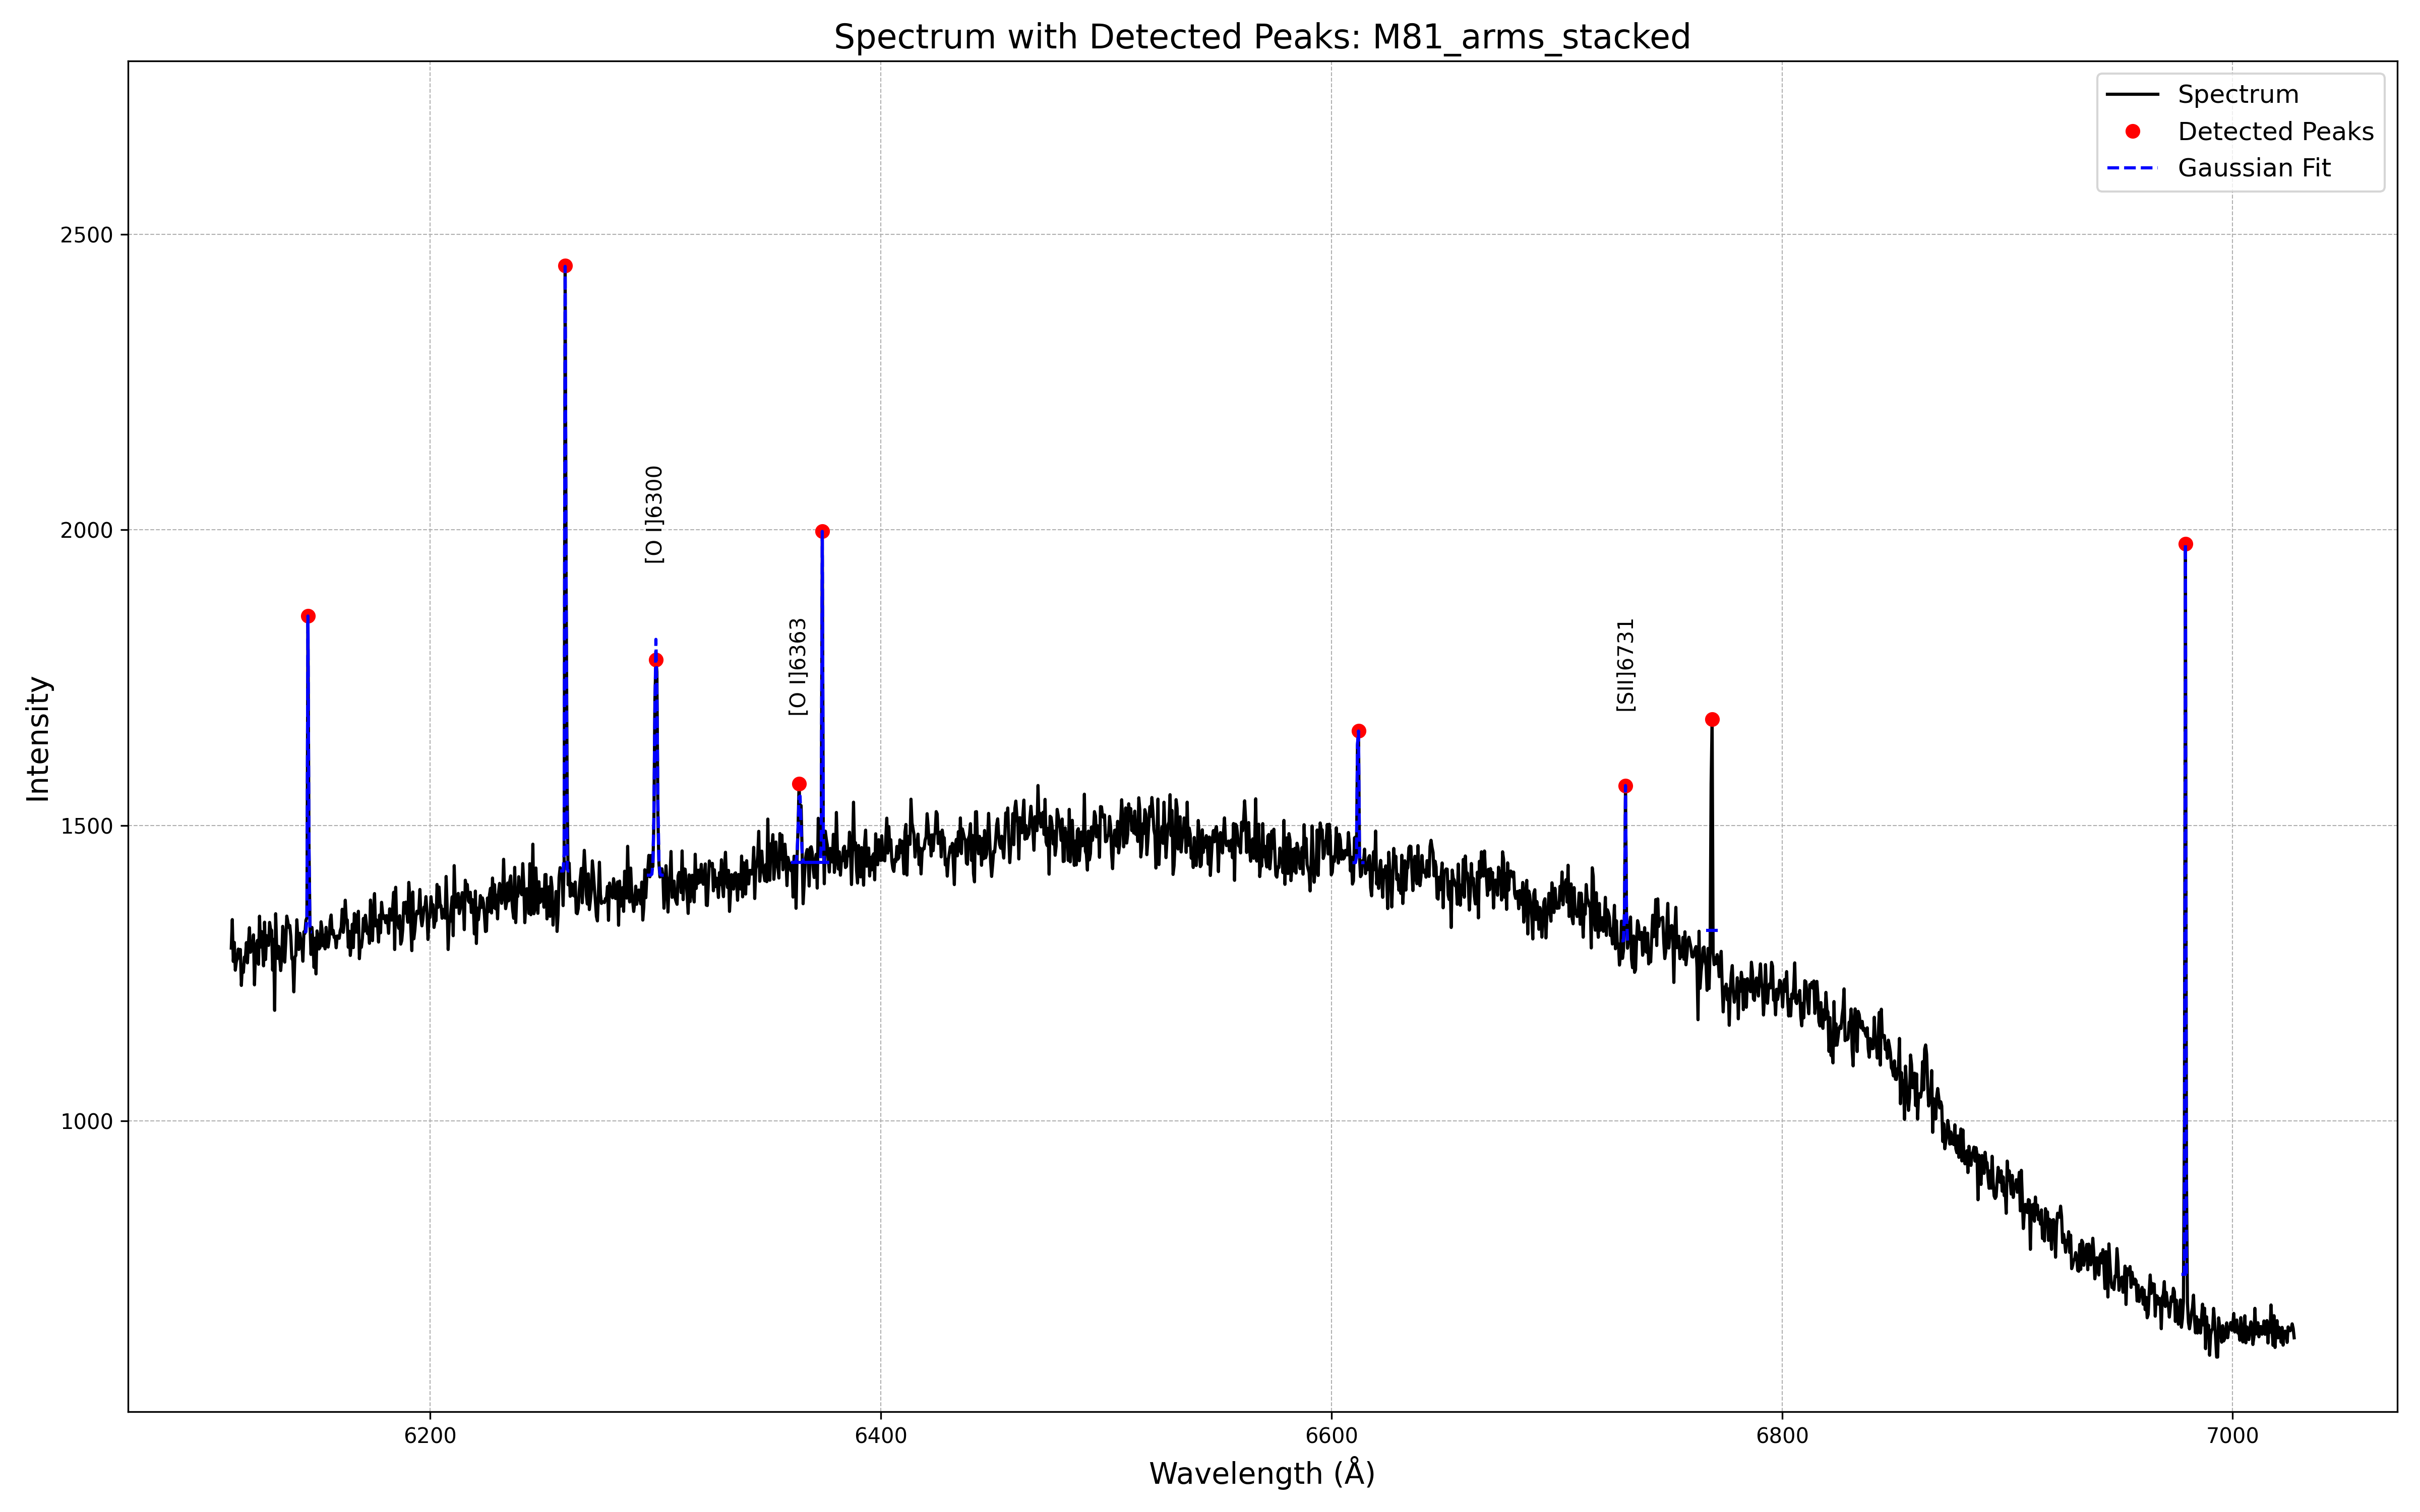 Spectrum with Detected Peaks: M81_arms_stacked
Spectrum
Detected Peaks
Gaussian Fit
[O I]6300
[O I]6363
[SII]6731
Intensity
2500
2000
1500
1000
6200
6400
6600
6800
7000
Wavelength (Å)